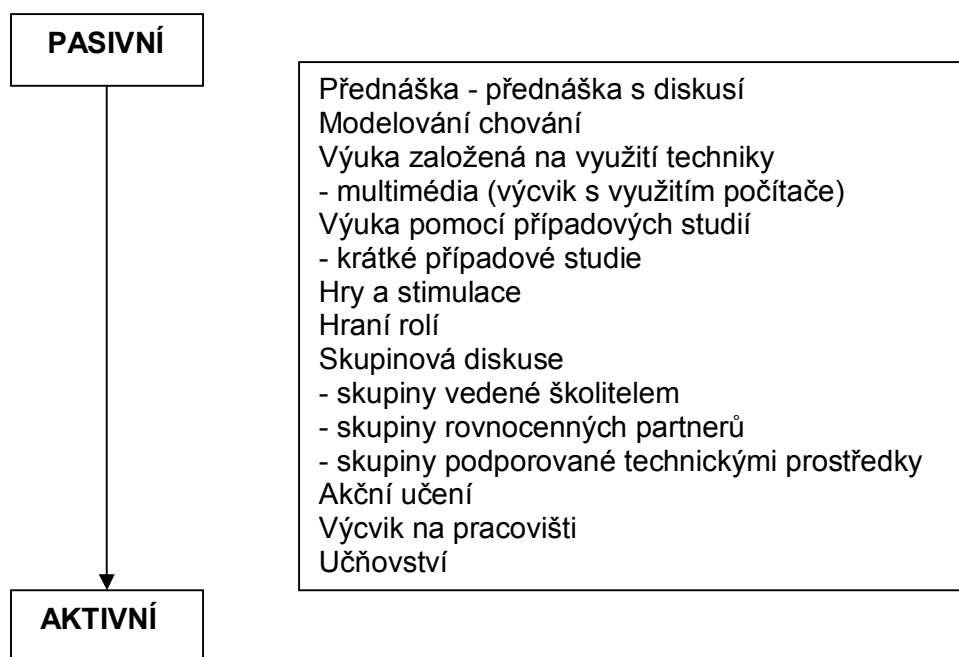 PASIVNÍ
Přednáška - přednáška s diskusí
Modelování chování
Výuka založená na využití techniky
- multimédia (výcvik s využitím počítače)
Výuka pomocí případových studií
- krátké případové studie
Hry a stimulace
Hraní rolí
Skupinová diskuse
- skupiny vedené školitelem
- skupiny rovnocenných partnerů
- skupiny podporované technickými prostředky
Akční učení
Výcvik na pracovišti
Učňovství
AKTIVNÍ